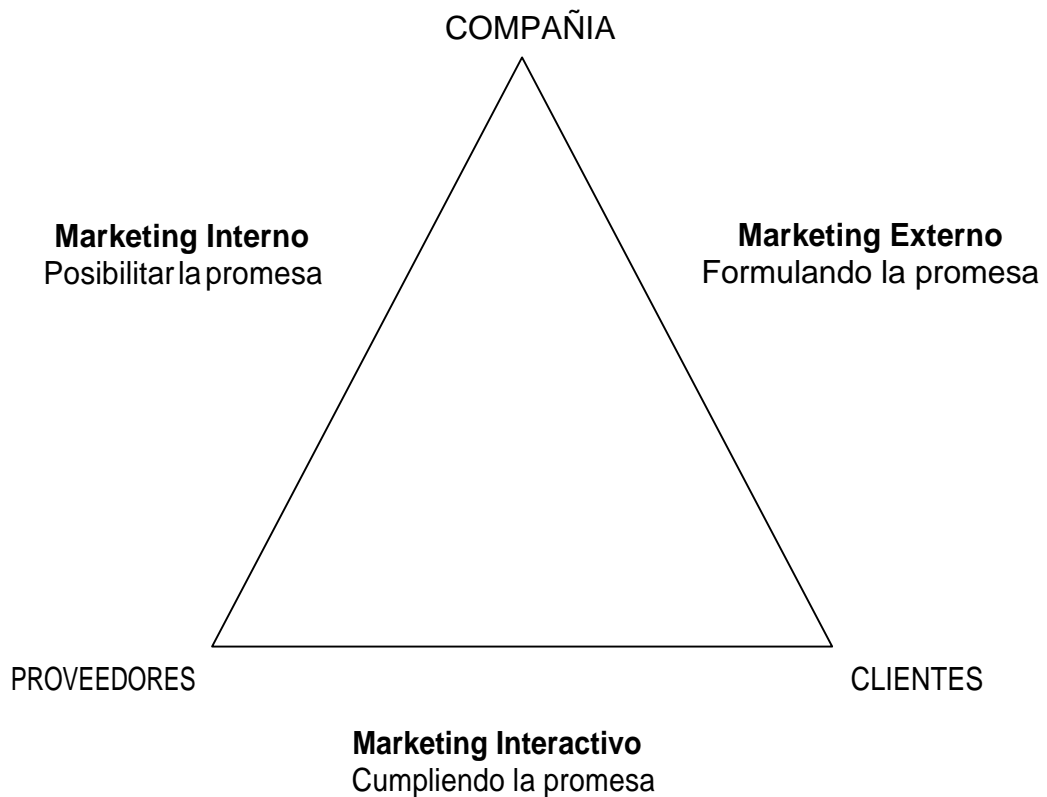 COMPAÑIA
Marketing Interno
Posibilitar la promesa
Marketing Externo
Formulando la promesa
PROVEEDORES
CLIENTES
Marketing Interactivo
Cumpliendo la promesa